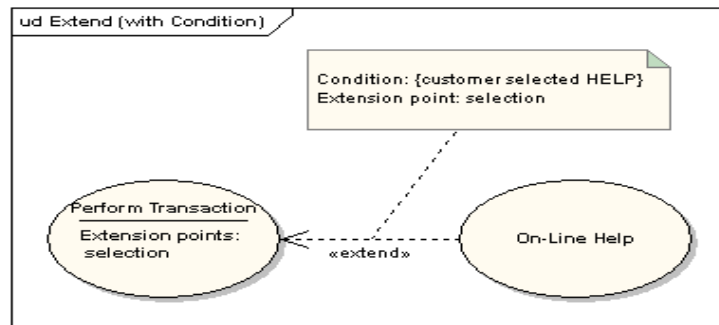 ud Extend (with Condition)
Condition: {customer selected HELP}
Extension point: selection
Perform Transaction
Extension points:
selection
«extend»
On-Line Help